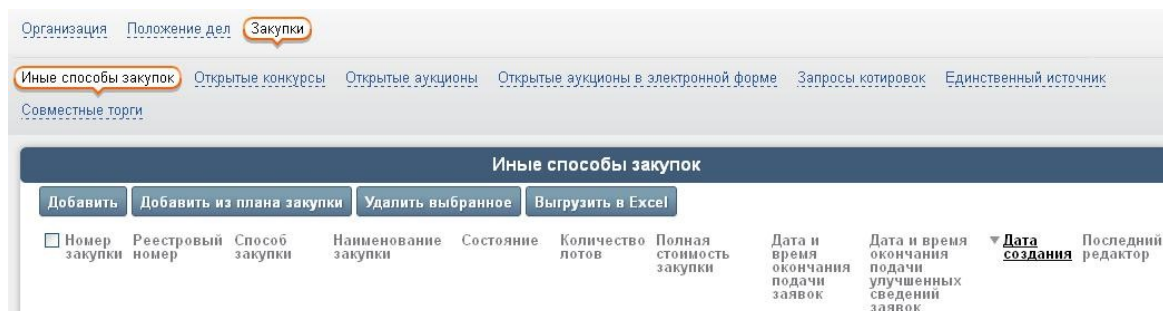 Организация Положение дел Закупки
Иные способы закупок Открытые конкурсы Открытые аукционы Открытые аукционы в электронной форме Запросы котировок Единственный источник
Совместные торги
Иные способы закупок
Добавить Добавить из плана закупки Удалить выбранное Выгрузить в Excel
Номер закупки Реестровый номер Способ закупки Наименование закупки Состояние Количество лотов Полная стоимость закупки Дата и время окончания подачи заявок Дата и время окончания подачи улучшенных сведений заявок Дата создания Последний редактор